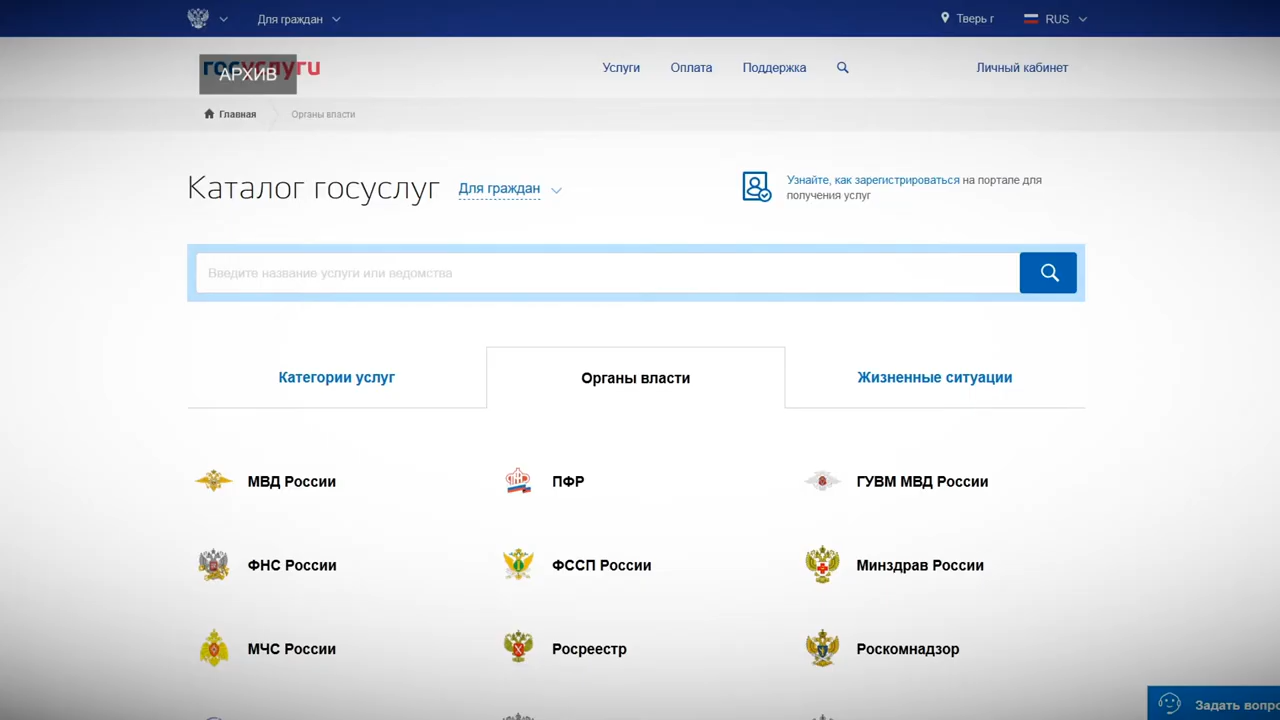 Для граждан
Тверь г
RUS
госуслуги
АРХИВ
Услуги
Оплата
Поддержка
Личный кабинет
Главная
Органы власти
Каталог госуслуг
Для граждан
Узнайте, как зарегистрироваться на портале для
получения услуг
Введите название услуги или ведомства
Категории услуг
Органы власти
Жизненные ситуации
МВД России
ПФР
ГУВМ МВД России
ФНС России
ФССП России
Минздрав России
МЧС России
Росреестр
Роскомнадзор
Задать вопро